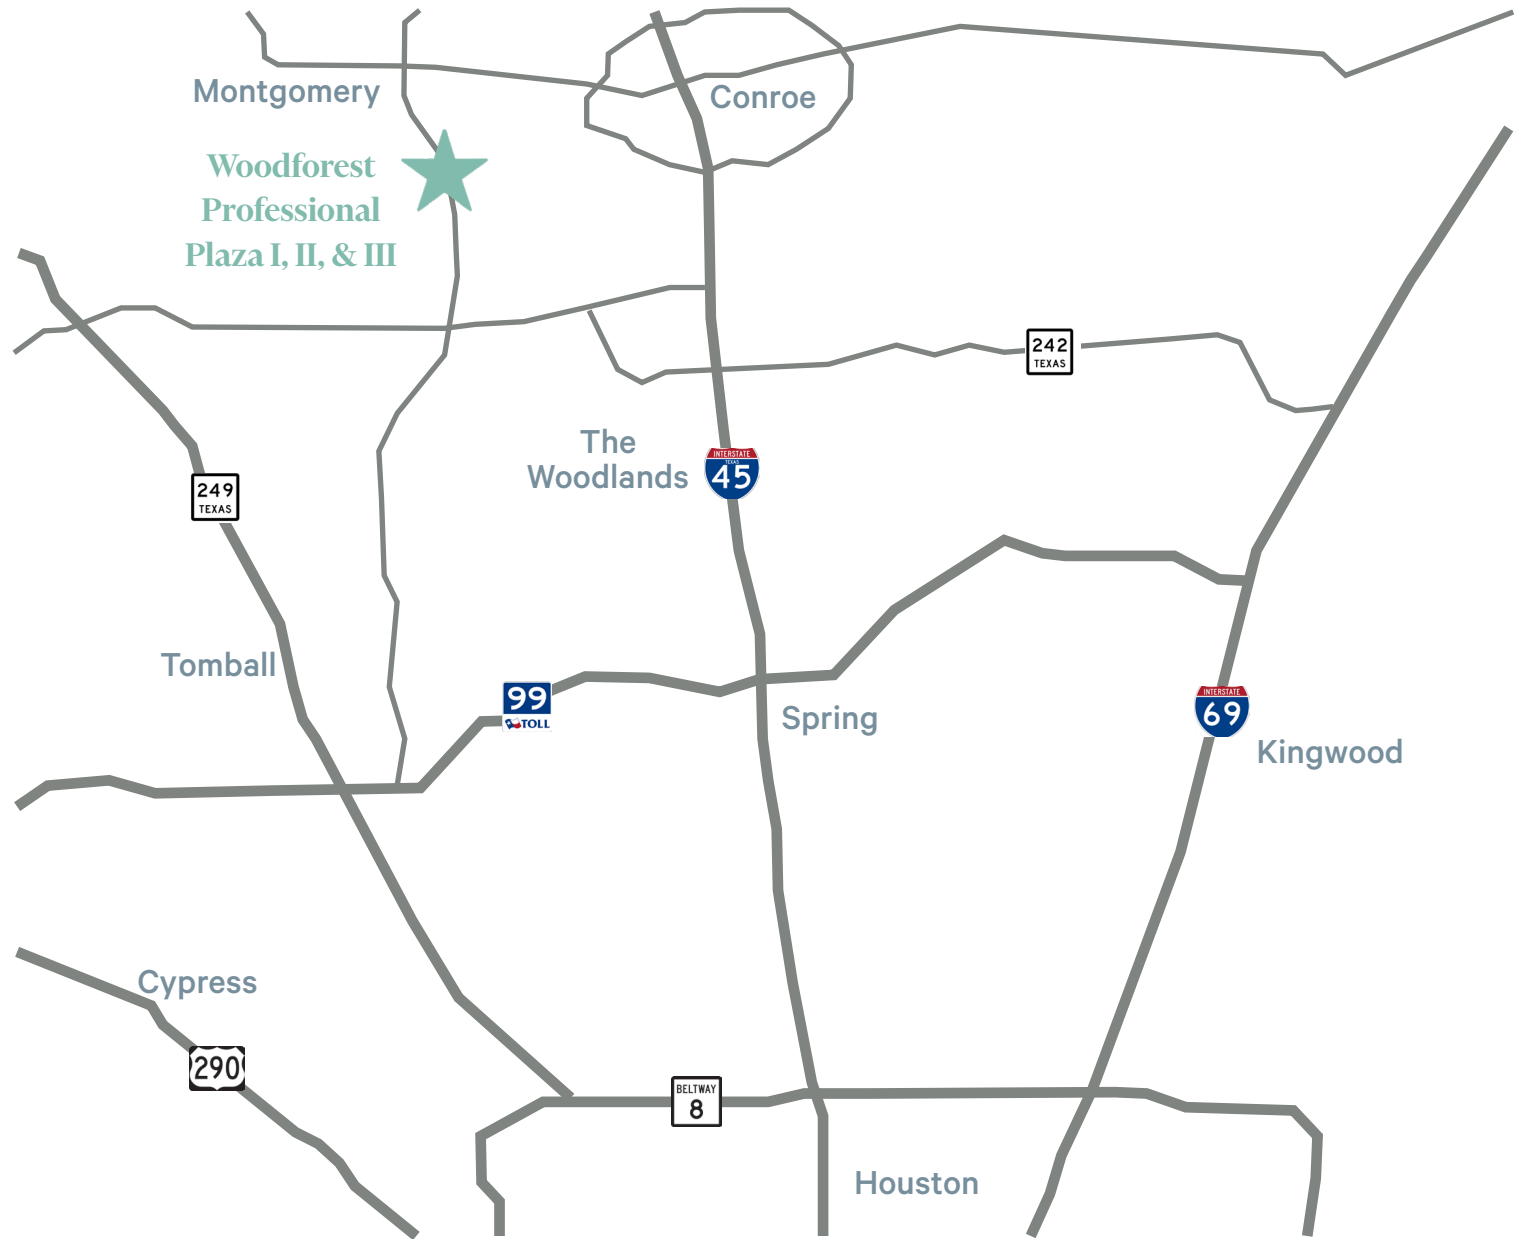 Montgomery
Conroe
Woodforest
Professional
Plaza I, II, & III
242
TEXAS
The
Woodlands
INTERSTATE
TEXAS
45
249
TEXAS
Tomball
99
TOLL
Spring
INTERSTATE
69
Kingwood
Cypress
290
BELTWAY
8
Houston